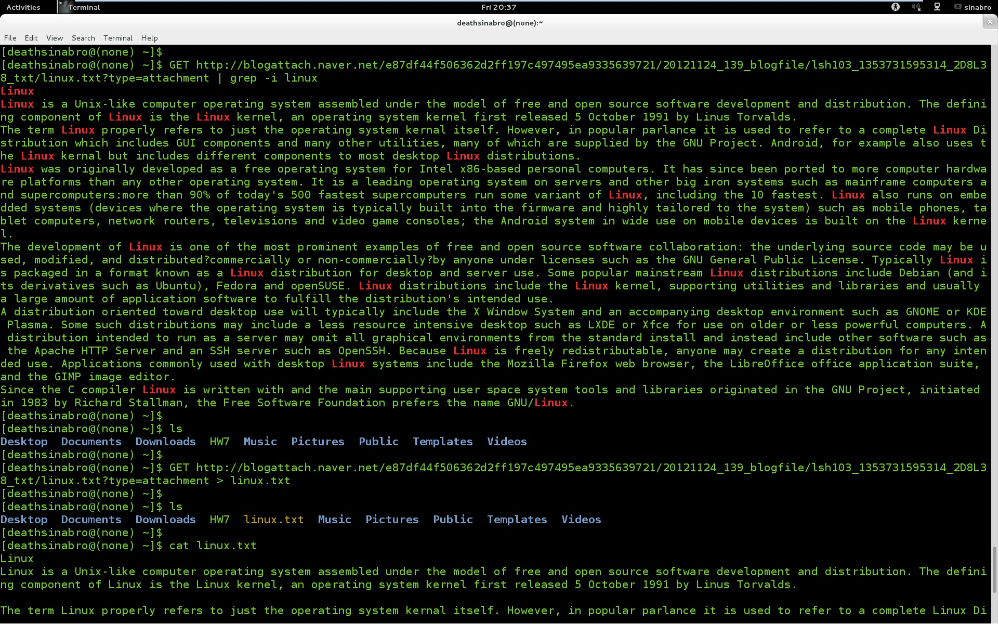 Activities Terminal Fri 20:37 sinabro
deathsinabro@(none):~
File Edit View Search Terminal Help
[deathsinabro@(none) ~]$
[deathsinabro@(none) ~]$ GET http://blogattach.naver.net/e87df44f506362d2ff197c497495ea9335639721/20121124_139_blogfile/lsh103_1353731595314_2D8L3
8_txt/linux.txt?type=attachment | grep -i linux
Linux
Linux is a Unix-like computer operating system assembled under the model of free and open source software development and distribution. The defini
ng component of Linux is the Linux kernel, an operating system kernel first released 5 October 1991 by Linus Torvalds.
The term Linux properly refers to just the operating system kernal itself. However, in popular parlance it is used to refer to a complete Linux Di
stribution which includes GUI components and many other utilities, many of which are supplied by the GNU Project. Android, for example also uses t
he Linux kernal but includes different components to most desktop Linux distributions.
Linux was originally developed as a free operating system for Intel x86-based personal computers. It has since been ported to more computer hardwa
re platforms than any other operating system. It is a leading operating system on servers and other big iron systems such as mainframe computers a
nd supercomputers:more than 90% of today's 500 fastest supercomputers run some variant of Linux, including the 10 fastest. Linux also runs on embe
dded systems (devices where the operating system is typically built into the firmware and highly tailored to the system) such as mobile phones, ta
blet computers, network routers, televisions and video game consoles; the Android system in wide use on mobile devices is built on the Linux kerne
l.
The development of Linux is one of the most prominent examples of free and open source software collaboration: the underlying source code may be u
sed, modified, and distributed?commercially or non-commercially?by anyone under licenses such as the GNU General Public License. Typically Linux i
s packaged in a format known as a Linux distribution for desktop and server use. Some popular mainstream Linux distributions include Debian (and i
ts derivatives such as Ubuntu), Fedora and openSUSE. Linux distributions include the Linux kernel, supporting utilities and libraries and usually
a large amount of application software to fulfill the distribution's intended use.
A distribution oriented toward desktop use will typically include the X Window System and an accompanying desktop environment such as GNOME or KDE
Plasma. Some such distributions may include a less resource intensive desktop such as LXDE or Xfce for use on older or less powerful computers. A
distribution intended to run as a server may omit all graphical environments from the standard install and instead include other software such as
the Apache HTTP Server and an SSH server such as OpenSSH. Because Linux is freely redistributable, anyone may create a distribution for any inten
ded use. Applications commonly used with desktop Linux systems include the Mozilla Firefox web browser, the LibreOffice office application suite,
and the GIMP image editor.
Since the C compiler Linux is written with and the main supporting user space system tools and libraries originated in the GNU Project, initiated
in 1983 by Richard Stallman, the Free Software Foundation prefers the name GNU/Linux.
[deathsinabro@(none) ~]$
[deathsinabro@(none) ~]$ ls
Desktop Documents Downloads HW7 Music Pictures Public Templates Videos
[deathsinabro@(none) ~]$
[deathsinabro@(none) ~]$ GET http://blogattach.naver.net/e87df44f506362d2ff197c497495ea9335639721/20121124_139_blogfile/lsh103_1353731595314_2D8L3
8_txt/linux.txt?type=attachment > linux.txt
[deathsinabro@(none) ~]$
[deathsinabro@(none) ~]$ ls
Desktop Documents Downloads HW7 linux.txt Music Pictures Public Templates Videos
[deathsinabro@(none) ~]$
[deathsinabro@(none) ~]$ cat linux.txt
Linux
Linux is a Unix-like computer operating system assembled under the model of free and open source software development and distribution. The defini
ng component of Linux is the Linux kernel, an operating system kernel first released 5 October 1991 by Linus Torvalds.
The term Linux properly refers to just the operating system kernal itself. However, in popular parlance it is used to refer to a complete Linux Di